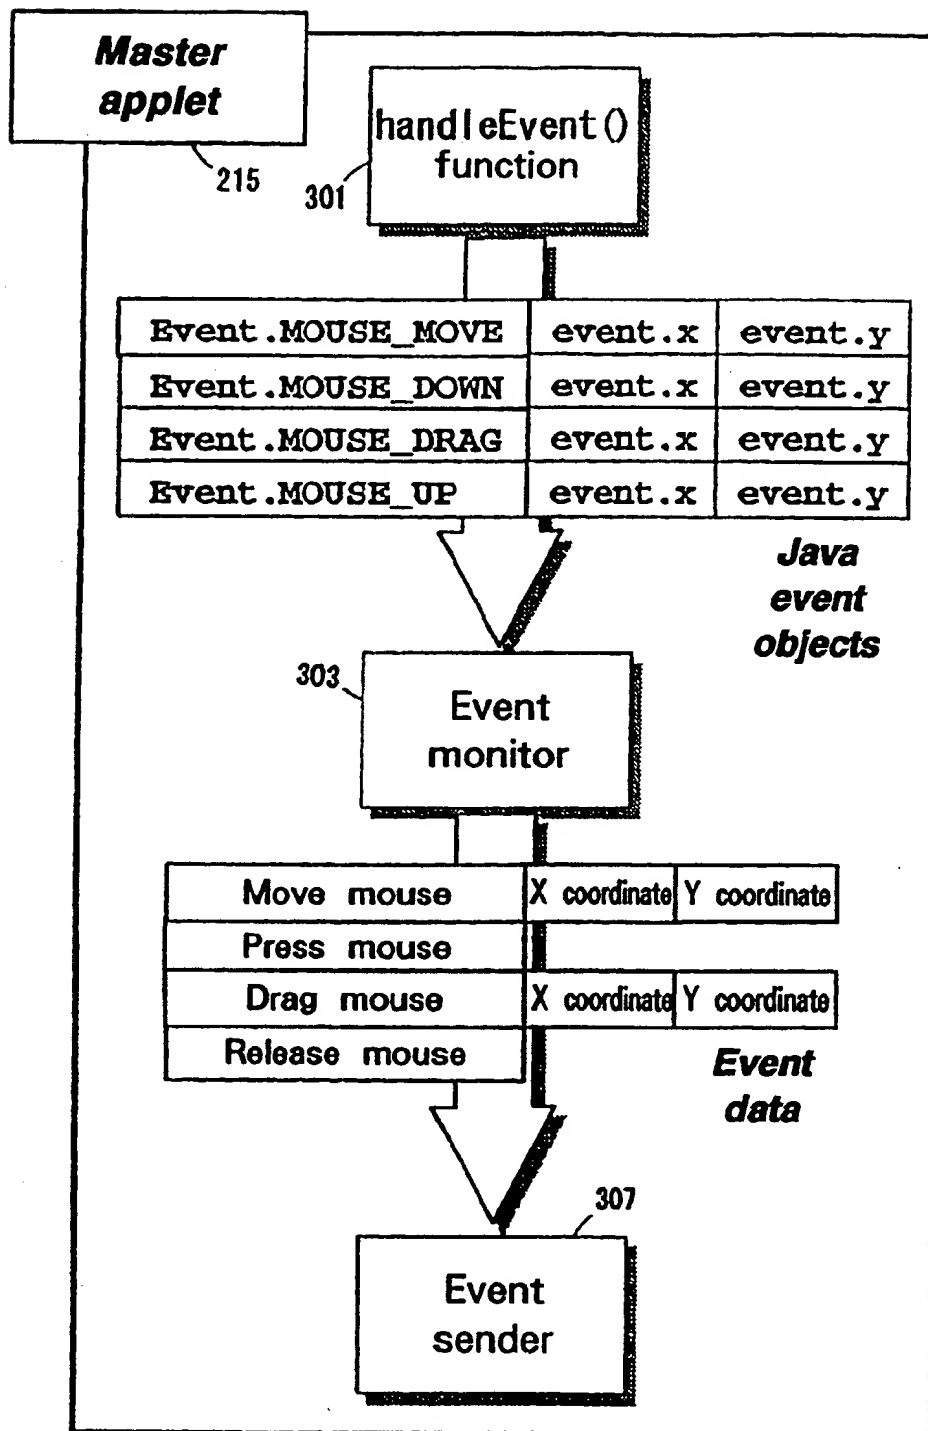 Master
applet
215
handleEvent()
function
301
Event.MOUSE_MOVE event.x event.y
Event.MOUSE_DOWN event.x event.y
Event.MOUSE_DRAG event.x event.y
Event.MOUSE_UP event.x event.y
Java
event
objects
303
Event
monitor
Move mouse X coordinate Y coordinate
Press mouse
Drag mouse X coordinate Y coordinate
Release mouse
Event
data
307
Event
sender